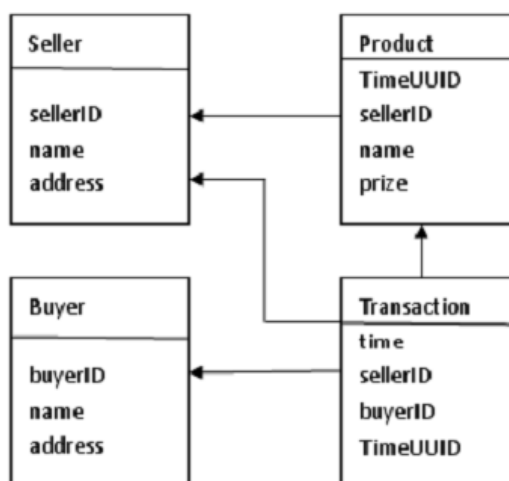 Seller
sellerID
name
address
Product
TimeUUID
sellerID
name
prize
Buyer
buyerID
name
address
Transaction
time
sellerID
buyerID
TimeUUID